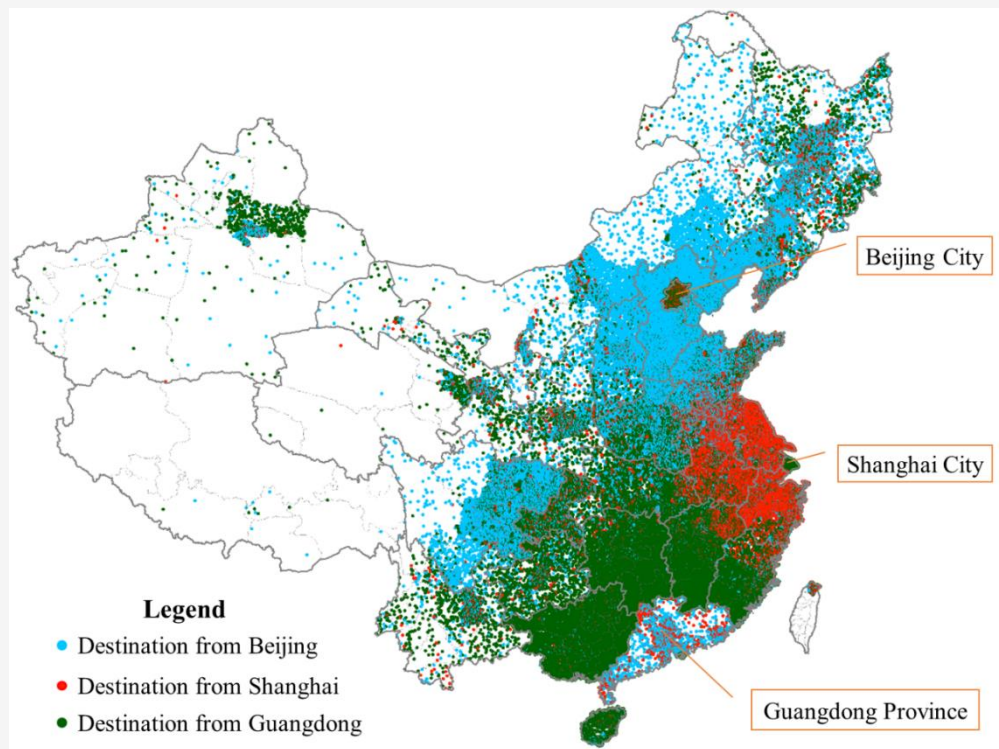 Beijing City
Shanghai City
Legend
Destination from Beijing
Destination from Shanghai
Destination from Guangdong
Guangdong Province